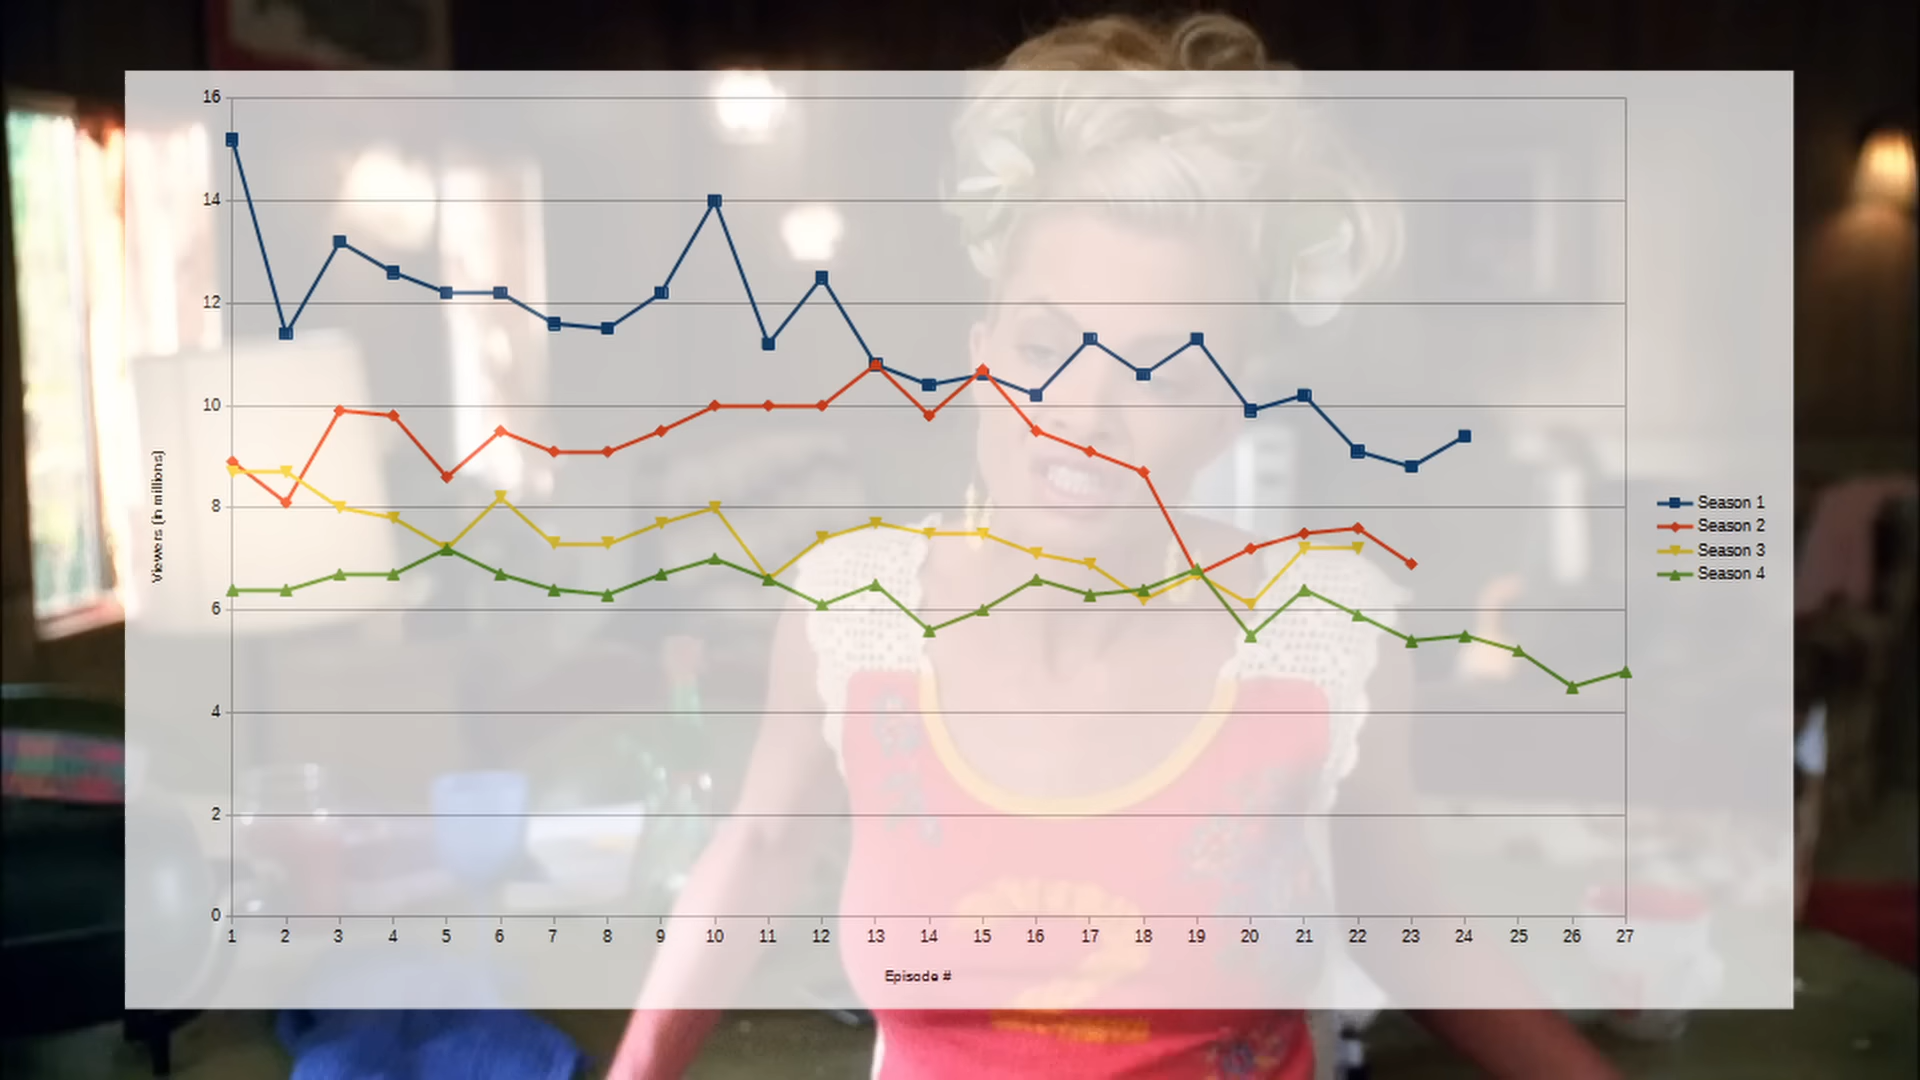 16
14
12
10
8
6
4
2
0
Viewers (in millions)
1 2 3 4 5 6 7 8 9 10 11 12 13 14 15 16 17 18 19 20 21 22 23 24 25 26 27
Episode #
Season 1
Season 2
Season 3
Season 4